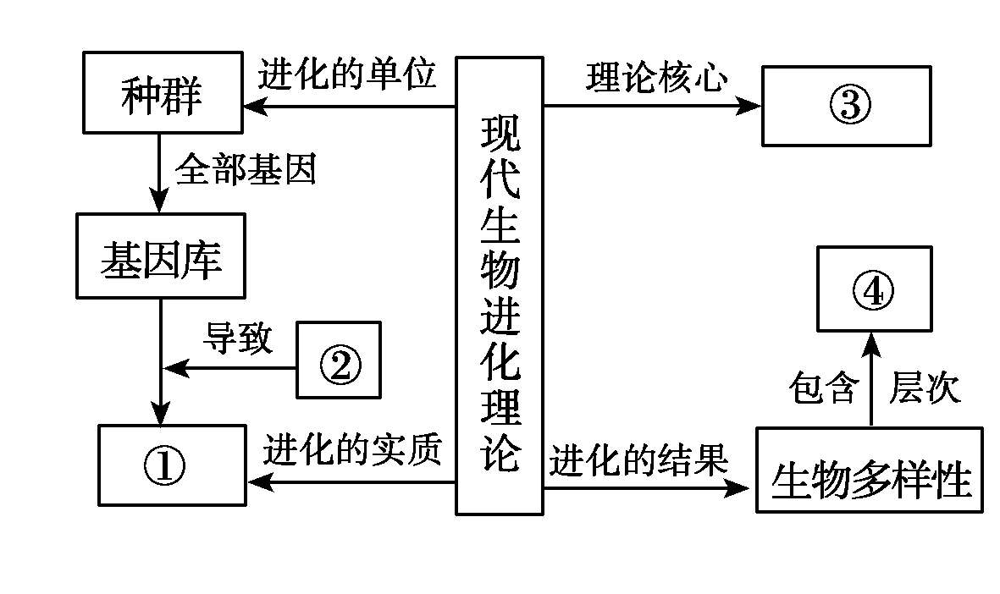 种群
进化的单位
理论核心
③
全部基因
现代生物进化理论
基因库
④
导致
②
包含 层次
①
进化的实质
进化的结果
生物多样性